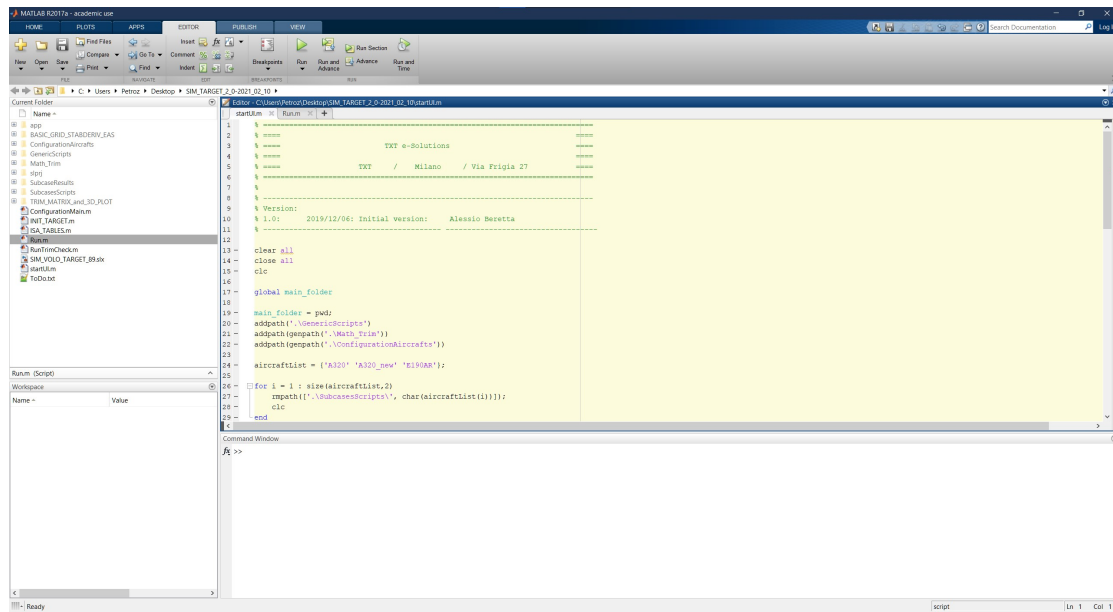 MATLAB R2017a - academic use
HOME PLOTS APPS EDITOR PUBLISH VIEW
Search Documentation
Log I
New Open Save
Find Files
Compare
Print
Go To
Find
Insert
Comment
Indent
Breakpoints
Run
Run and Advance
Run Section
Advance
Run and Time
FILE NAVIGATE EDIT BREAKPOINTS RUN
C: Users Petroz Desktop SIM_TARGET_2_0-2021_02_10
Current Folder
Name
app
BASIC_GRID_STABDERIV_EAS
ConfigurationAircrafts
GenericScripts
Math_Trim
slprj
SubcaseResults
SubcasesScripts
TRIM_MATRIX_and_3D_PLOT
ConfigurationMain.m
INIT_TARGET.m
ISA_TABLES.m
Run.m
RunTrimCheck.m
SIM_VOLO_TARGET_89.slx
startUI.m
ToDo.txt
Run.m (Script)
Workspace
Name Value
Editor - C:\Users\Petroz\Desktop\SIM_TARGET_2_0-2021_02_10\startUI.m
startUI.m Run.m
1 % ==========================================================================
2 % ==== ====
3 % ==== TXT e-Solutions ====
4 % ==== ====
5 % ==== TXT / Milano / Via Frigia 27 ====
6 % ==========================================================================
7 %
8 % --------------------------------------------------------------------------
9 % Version:
10 % 1.0: 2019/12/06: Initial version: Alessio Beretta
11 % ---------------------------------------- ----------------------------------
12
13 - clear all
14 - close all
15 - clc
16
17 - global main_folder
18
19 - main_folder = pwd;
20 - addpath('.\GenericScripts')
21 - addpath(genpath('.\Math_Trim'))
22 - addpath(genpath('.\ConfigurationAircrafts'))
23
24 - aircraftList = {'A320' 'A320_new' 'E190AR'};
25
26 - for i = 1 : size(aircraftList,2)
27 - rmpath(['.\SubcasesScripts\', char(aircraftList(i))]);
28 - clc
29 - end
Command Window
fx >>
Ready
script
Ln 1 Col 1